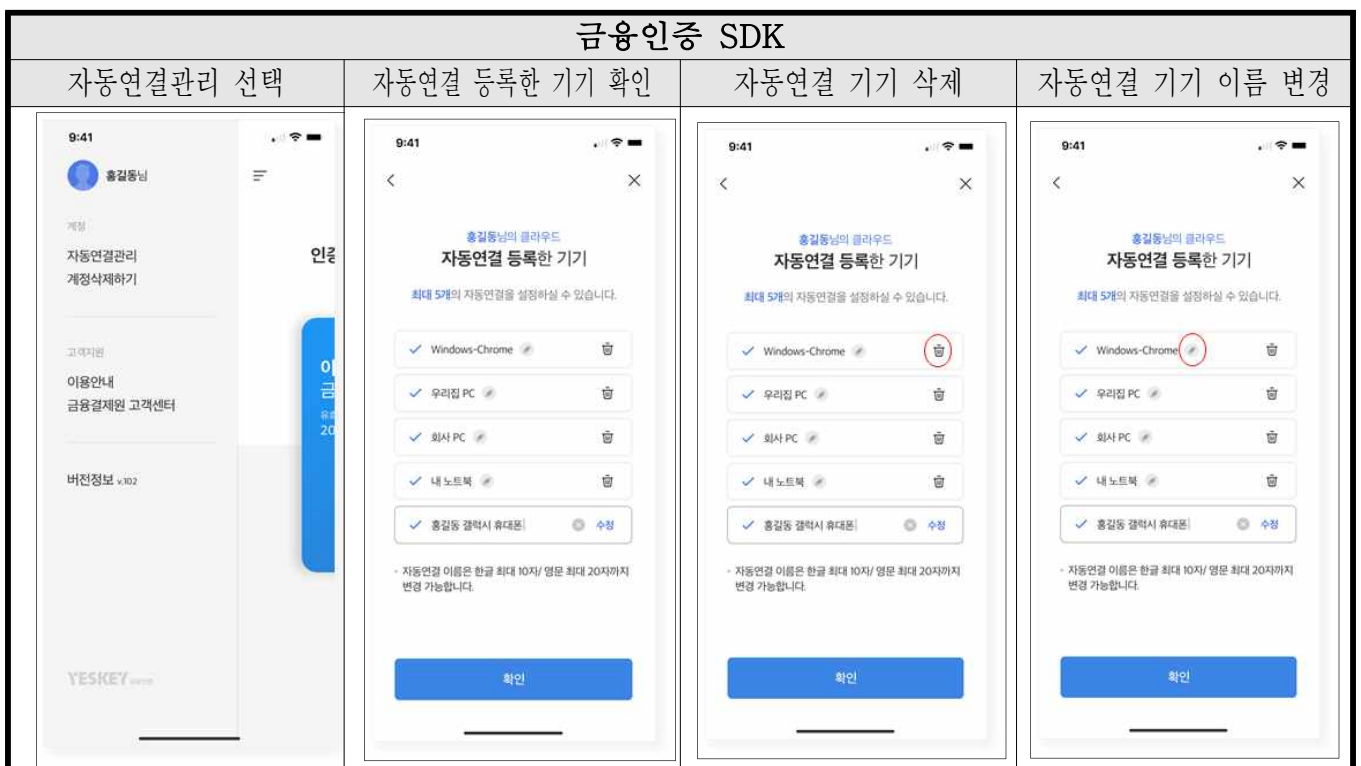 금융인증 SDK
자동연결관리 선택
자동연결 등록한 기기 확인
자동연결 기기 삭제
자동연결 기기 이름 변경
9:41
홍길동님
계정
자동연결관리
계정삭제하기
고객지원
이용안내
금융결제원 고객센터
버전정보 v.102
YESKEY
인증
이
금
유효
20
9:41
홍길동님의 클라우드
자동연결 등록한 기기
최대 5개의 자동연결을 설정하실 수 있습니다.
Windows-Chrome
우리집 PC
회사 PC
내 노트북
홍길동 갤럭시 휴대폰 수정
자동연결 이름은 한글 최대 10자/ 영문 최대 20자까지
변경 가능합니다.
확인
9:41
홍길동님의 클라우드
자동연결 등록한 기기
최대 5개의 자동연결을 설정하실 수 있습니다.
Windows-Chrome
우리집 PC
회사 PC
내 노트북
홍길동 갤럭시 휴대폰 수정
자동연결 이름은 한글 최대 10자/ 영문 최대 20자까지
변경 가능합니다.
확인
9:41
홍길동님의 클라우드
자동연결 등록한 기기
최대 5개의 자동연결을 설정하실 수 있습니다.
Windows-Chrome
우리집 PC
회사 PC
내 노트북
홍길동 갤럭시 휴대폰 수정
자동연결 이름은 한글 최대 10자/ 영문 최대 20자까지
변경 가능합니다.
확인